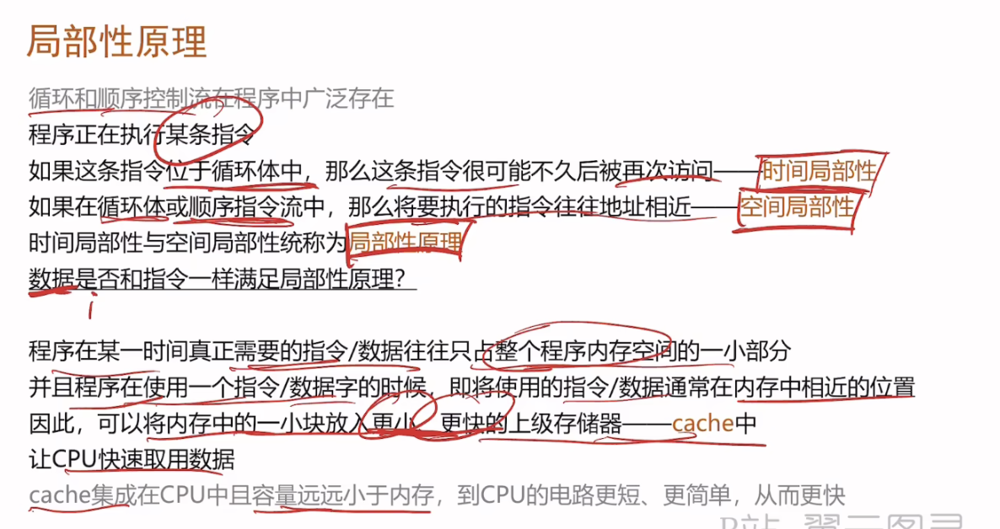 局部性原理
循环和顺序控制流在程序中广泛存在
程序正在执行某条指令
如果这条指令位于循环体中，那么这条指令很可能不久后被再次访问——时间局部性
如果在循环体或顺序指令流中，那么将要执行的指令往往地址相近——空间局部性
时间局部性与空间局部性统称为局部性原理
数据是否和指令一样满足局部性原理？
i
程序在某一时间真正需要的指令/数据往往只占整个程序内存空间的一小部分
并且程序在使用一个指令/数据字的时候，即将使用的指令/数据通常在内存中相近的位置
因此，可以将内存中的一小块放入更小、更快的上级存储器——cache中
让CPU快速取用数据
cache集成在CPU中且容量远远小于内存，到CPU的电路更短、更简单，从而更快